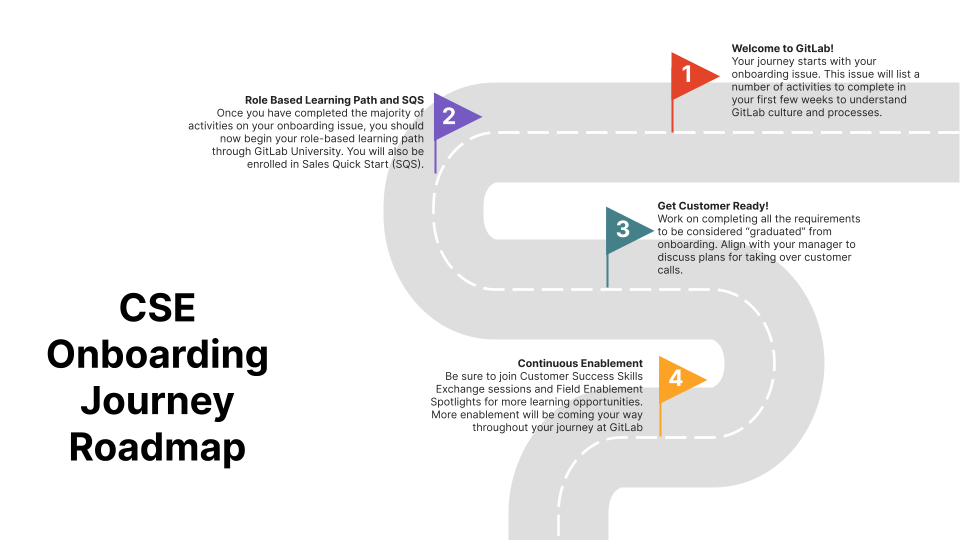 1
Welcome to GitLab!
Your journey starts with your
onboarding issue. This issue will list a
number of activities to complete in
your first few weeks to understand
GitLab culture and processes.
2
Role Based Learning Path and SQS
Once you have completed the majority of
activities on your onboarding issue, you should
now begin your role-based learning path
through GitLab University. You will also be
enrolled in Sales Quick Start (SQS).
3
Get Customer Ready!
Work on completing all the requirements
to be considered “graduated” from
onboarding. Align with your manager to
discuss plans for taking over customer
calls.
4
Continuous Enablement
Be sure to join Customer Success Skills
Exchange sessions and Field Enablement
Spotlights for more learning opportunities.
More enablement will be coming your way
throughout your journey at GitLab
CSE
Onboarding
Journey
Roadmap